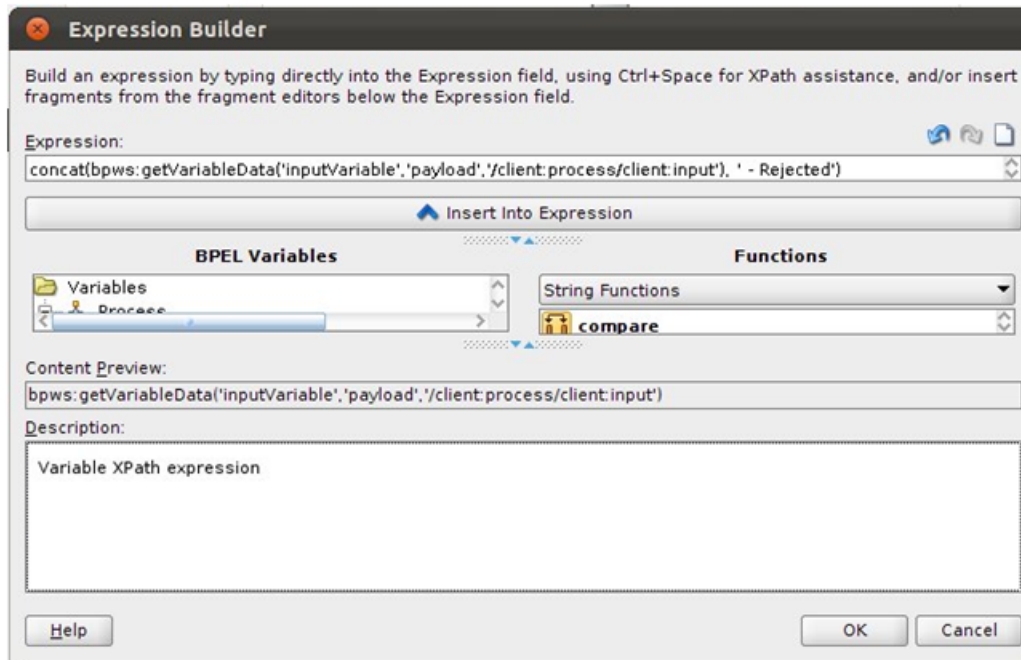 Expression Builder
Build an expression by typing directly into the Expression field, using Ctrl+Space for XPath assistance, and/or insert
fragments from the fragment editors below the Expression field.
Expression:
concat(bpws:getVariableData('inputVariable','payload','/client:process/client:input'), ' - Rejected')
Insert Into Expression
BPEL Variables
Functions
Variables
Process
String Functions
compare
Content Preview:
bpws:getVariableData('inputVariable','payload','/client:process/client:input')
Description:
Variable XPath expression
Help
OK
Cancel